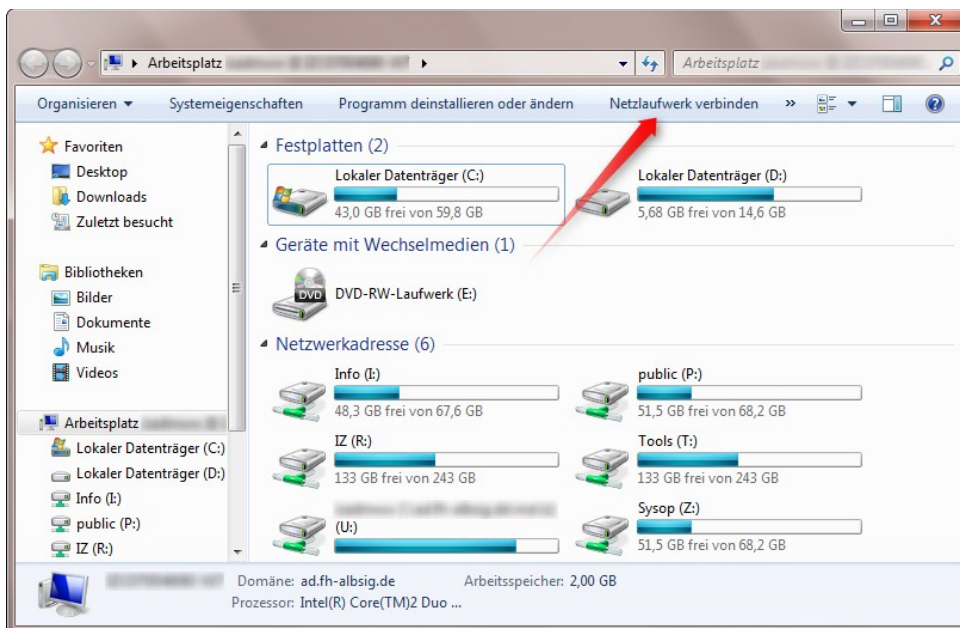 Arbeitsplatz
Arbeitsplatz
Organisieren Systemeigenschaften Programm deinstallieren oder ändern Netzlaufwerk verbinden »
Favoriten
Desktop
Downloads
Zuletzt besucht
Bibliotheken
Bilder
Dokumente
Musik
Videos
Arbeitsplatz
Lokaler Datenträger (C:)
Lokaler Datenträger (D:)
Info (I:)
public (P:)
IZ (R:)
Festplatten (2)
Lokaler Datenträger (C:)
43,0 GB frei von 59,8 GB
Lokaler Datenträger (D:)
5,68 GB frei von 14,6 GB
Geräte mit Wechselmedien (1)
DVD
DVD-RW-Laufwerk (E:)
Netzwerkadresse (6)
Info (I:)
48,3 GB frei von 67,6 GB
public (P:)
51,5 GB frei von 68,2 GB
IZ (R:)
133 GB frei von 243 GB
Tools (T:)
133 GB frei von 243 GB
(U:)
Sysop (Z:)
51,5 GB frei von 68,2 GB
Domäne: ad.fh-albsig.de Arbeitsspeicher: 2,00 GB
Prozessor: Intel(R) Core(TM)2 Duo ...